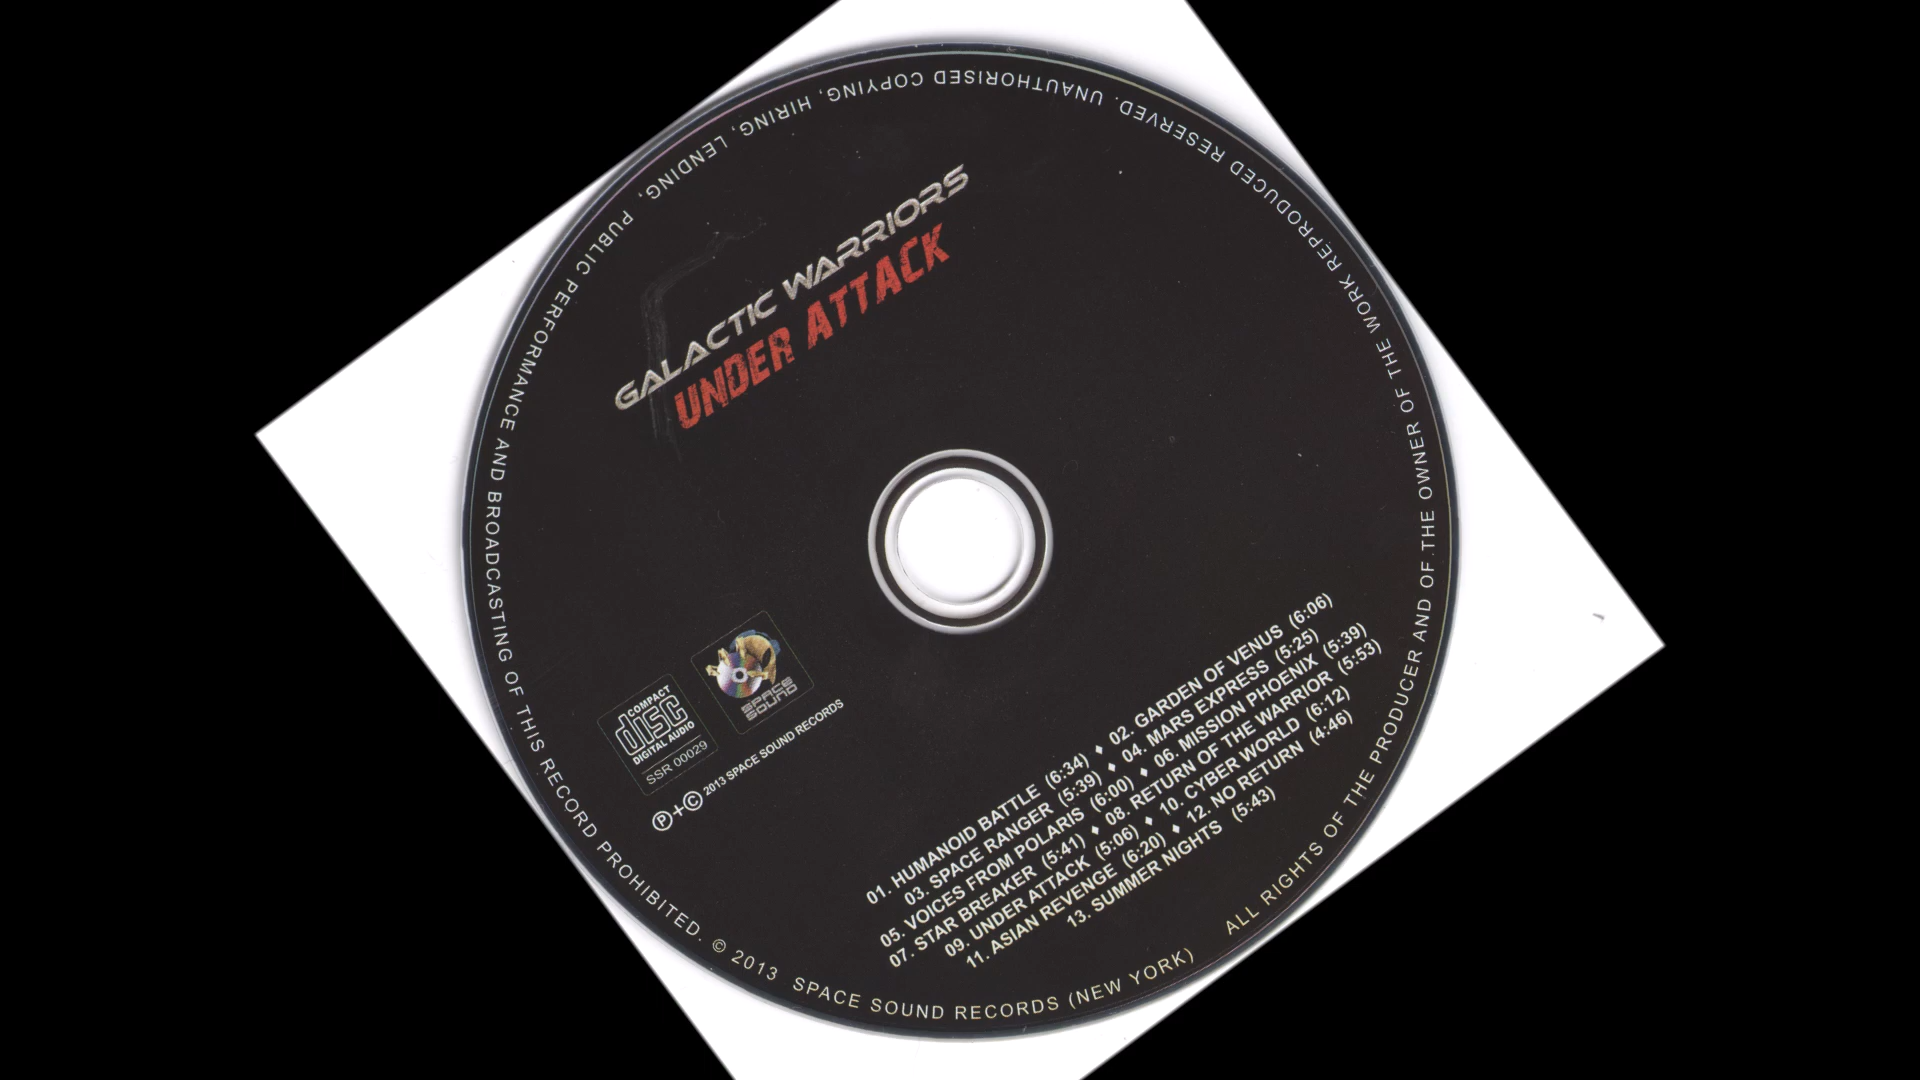 GALACTIC WARRIORS
UNDER ATTACK
COMPACT
disc
DIGITAL AUDIO
SSR 00029
SPACE
SOUND
Ⓟ+© 2013 SPACE SOUND RECORDS
01. HUMANOID BATTLE (6:34) ♦ 02. GARDEN OF VENUS (6:06)
03. SPACE RANGER (5:39) ♦ 04. MARS EXPRESS (5:25)
05. VOICES FROM POLARIS (6:00) ♦ 06. MISSION PHOENIX (5:39)
07. STAR BREAKER (5:41) ♦ 08. RETURN OF THE WARRIOR (5:53)
09. UNDER ATTACK (5:06) ♦ 10. CYBER WORLD (6:12)
11. ASIAN REVENGE (6:20) ♦ 12. NO RETURN (4:46)
13. SUMMER NIGHTS (5:43)
ALL RIGHTS OF THE PRODUCER AND OF THE OWNER OF THE WORK REPRODUCED RESERVED. UNAUTHORISED COPYING, HIRING, LENDING, PUBLIC PERFORMANCE AND BROADCASTING OF THIS RECORD PROHIBITED. © 2013 SPACE SOUND RECORDS (NEW YORK)